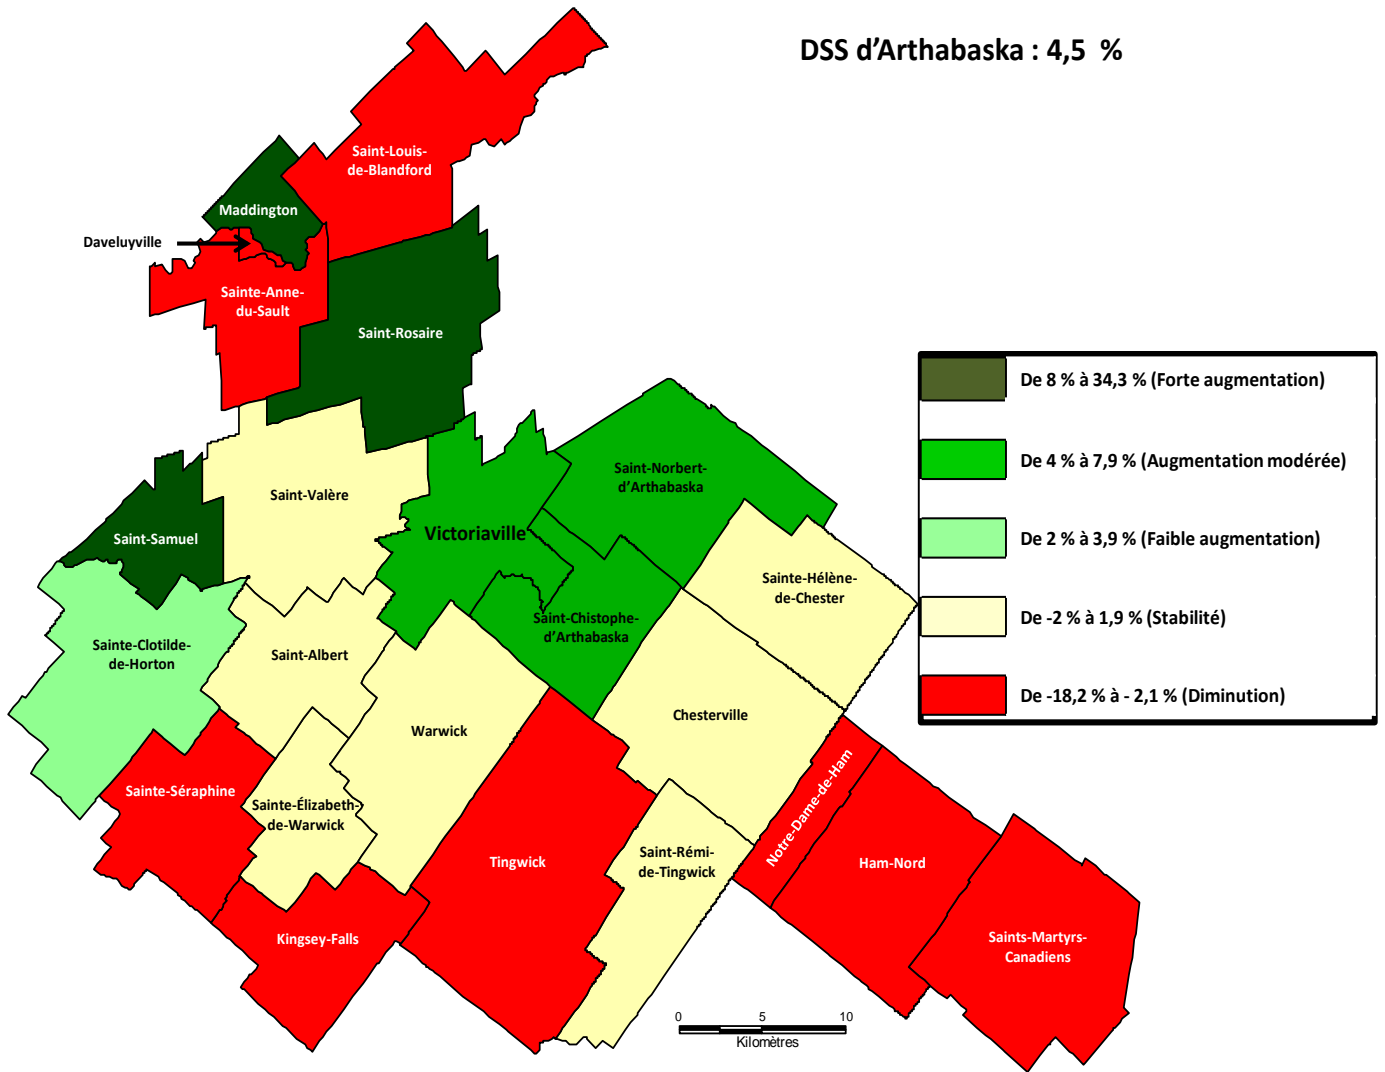 DSS d'Arthabaska : 4,5 %
Saint-Louis-
de-Blandford
Maddington
Daveluyville
Sainte-Anne-
du-Sault
Saint-Rosaire
De 8 % à 34,3 % (Forte augmentation)
De 4 % à 7,9 % (Augmentation modérée)
De 2 % à 3,9 % (Faible augmentation)
De -2 % à 1,9 % (Stabilité)
De -18,2 % à - 2,1 % (Diminution)
Saint-Norbert-
d'Arthabaska
Saint-Valère
Victoriaville
Saint-Samuel
Sainte-Hélène-
de-Chester
Saint-Chistophe-
d'Arthabaska
Sainte-Clotilde-
de-Horton
Saint-Albert
Chesterville
Warwick
Sainte-Séraphine
Sainte-Élizabeth-
de-Warwick
Notre-Dame-de-Ham
Saint-Rémi-
de-Tingwick
Tingwick
Ham-Nord
Kingsey-Falls
Saints-Martyrs-
Canadiens
0 5 10
Kilomètres